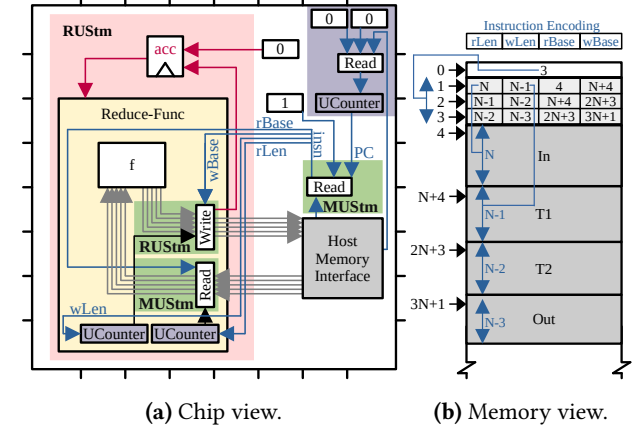 RUStm
acc
0
0
0
Read
UCounter
1
Reduce-Func
rBase
rLen
wBase
insn
PC
f
Read
MUStm
Write
RUStm
MUStm
Read
Host
Memory
Interface
wLen
UCounter
UCounter
(a) Chip view.
Instruction Encoding
rLen wLen rBase wBase
0
3
1 N N-1 4 N+4
2 N-1 N-2 N+4 2N+3
3 N-2 N-3 2N+3 3N+1
4
N
In
N+4
N-1
T1
2N+3
N-2
T2
3N+1
N-3
Out
(b) Memory view.